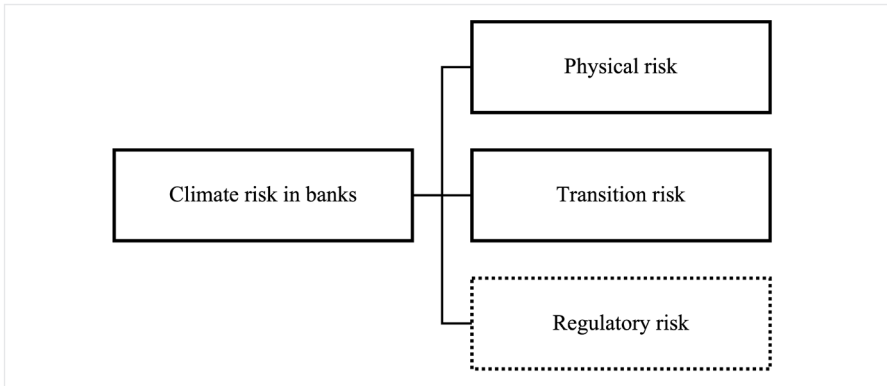 Physical risk
Climate risk in banks
Transition risk
Regulatory risk